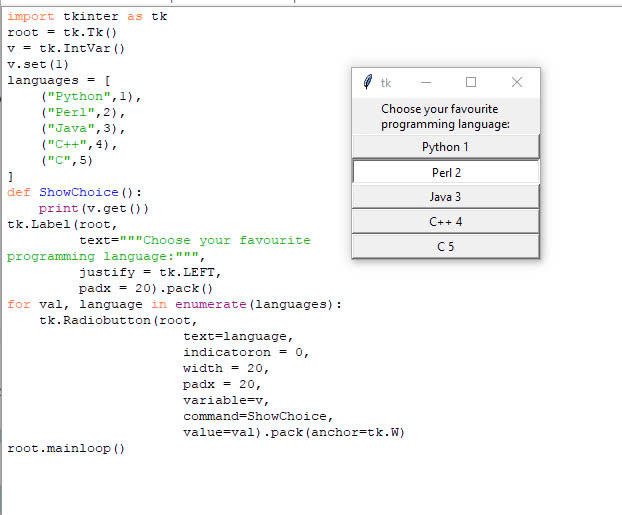 import tkinter as tk
root = tk.Tk()
v = tk.IntVar()
v.set(1)
languages = [
    ("Python",1),
    ("Perl",2),
    ("Java",3),
    ("C++",4),
    ("C",5)
]
def ShowChoice():
    print(v.get())
tk.Label(root,
         text="""Choose your favourite
programming language:""",
         justify = tk.LEFT,
         padx = 20).pack()
for val, language in enumerate(languages):
    tk.Radiobutton(root,
                      text=language,
                      indicatoron = 0,
                      width = 20,
                      padx = 20,
                      variable=v,
                      command=ShowChoice,
                      value=val).pack(anchor=tk.W)
root.mainloop()
tk
Choose your favourite
programming language:
Python 1
Perl 2
Java 3
C++ 4
C 5